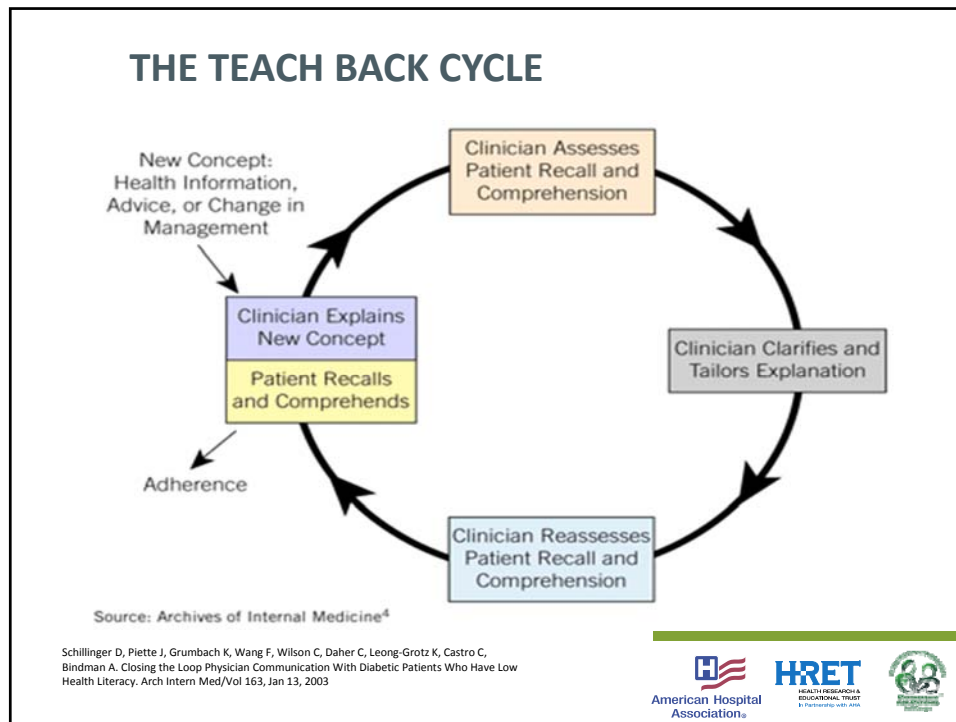 THE TEACH BACK CYCLE
New Concept:
Health Information,
Advice, or Change in
Management
Clinician Assesses
Patient Recall and
Comprehension
Clinician Explains
New Concept
Patient Recalls
and Comprehends
Clinician Clarifies and
Tailors Explanation
Adherence
Clinician Reassesses
Patient Recall and
Comprehension
Source: Archives of Internal Medicine4
Schillinger D, Piette J, Grumbach K, Wang F, Wilson C, Daher C, Leong-Grotz K, Castro C,
Bindman A. Closing the Loop Physician Communication With Diabetic Patients Who Have Low
Health Literacy. Arch Intern Med/Vol 163, Jan 13, 2003
H
American Hospital
Association®
HRET
HEALTH RESEARCH &
EDUCATIONAL TRUST
In Partnership with AHA